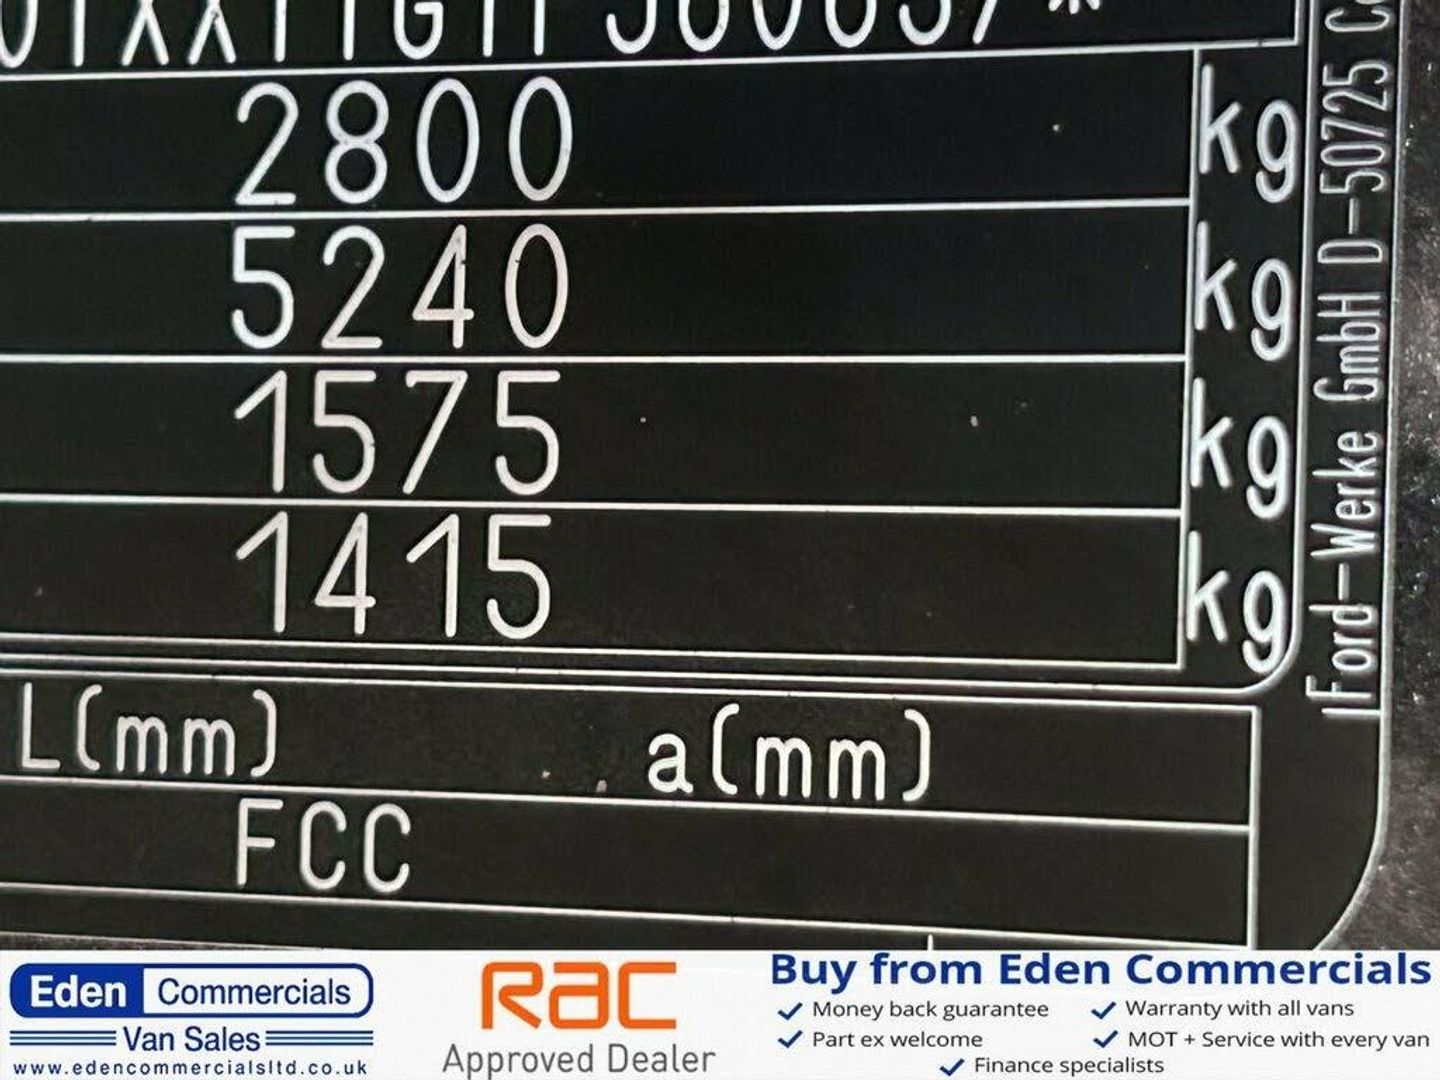 2800 kg
5240 kg
1575 kg
1415 kg
L(mm) a(mm)
FCC
Ford-Werke GmbH D-50725
Eden Commercials
Van Sales
www.edencommercialsltd.co.uk
RAC
Approved Dealer
Buy from Eden Commercials
Money back guarantee
Warranty with all vans
Part ex welcome
MOT + Service with every van
Finance specialists